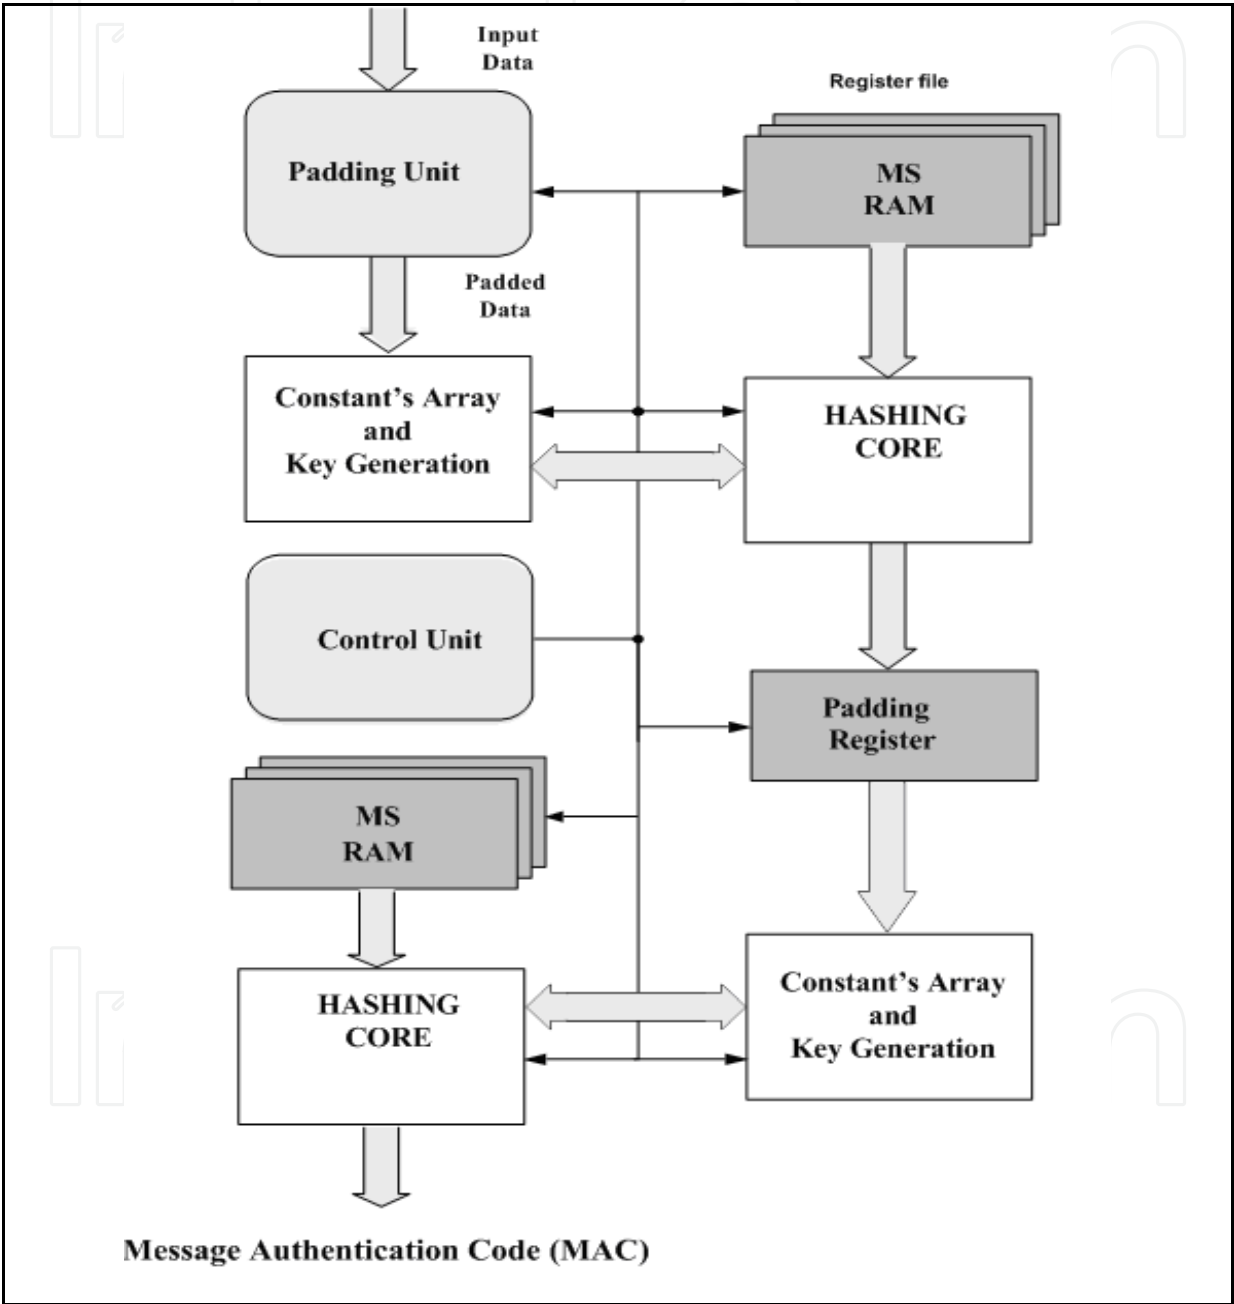 Input
Data
Register file
Padding Unit
MS
RAM
Padded
Data
Constant's Array
and
Key Generation
HASHING
CORE
Control Unit
Padding
Register
MS
RAM
HASHING
CORE
Constant's Array
and
Key Generation
Message Authentication Code (MAC)